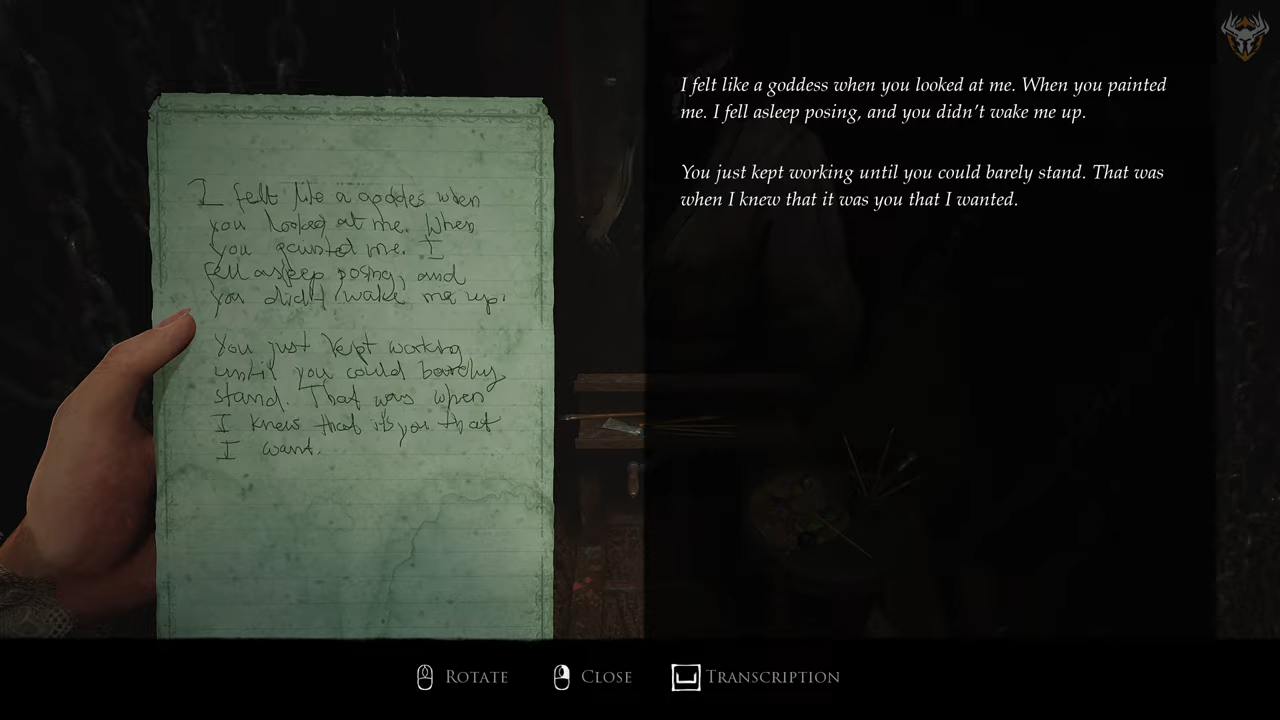 I felt like a goddes when
you looked at me. When
you painted me. I
fell asleep posing, and
you didn't wake me up.
You just kept working
until you could barely
stand. That was when
I knew that it's you that
I want.
I felt like a goddess when you looked at me. When you painted
me. I fell asleep posing, and you didn't wake me up.
You just kept working until you could barely stand. That was
when I knew that it was you that I wanted.
ROTATE
CLOSE
TRANSCRIPTION